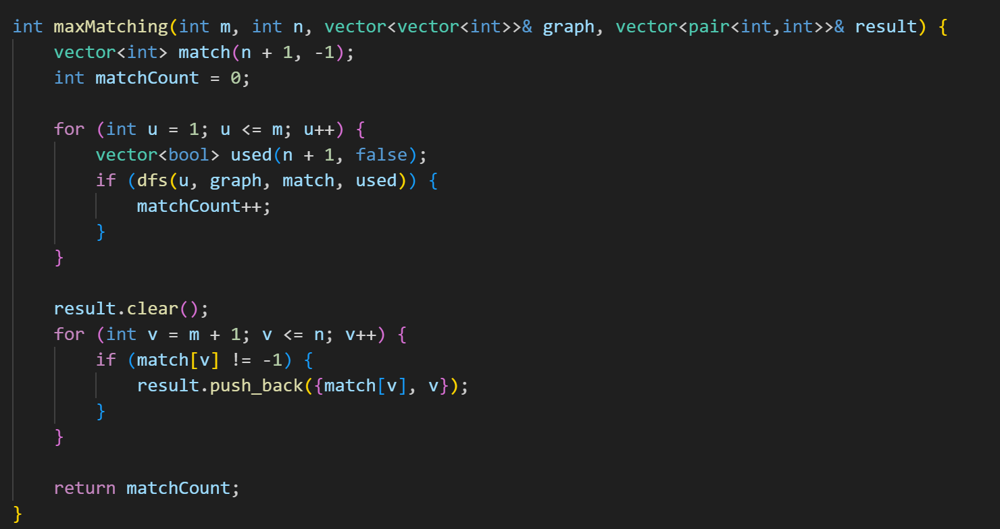 int maxMatching(int m, int n, vector<vector<int>>& graph, vector<pair<int,int>>& result) {
    vector<int> match(n + 1, -1);
    int matchCount = 0;

    for (int u = 1; u <= m; u++) {
        vector<bool> used(n + 1, false);
        if (dfs(u, graph, match, used)) {
            matchCount++;
        }
    }

    result.clear();
    for (int v = m + 1; v <= n; v++) {
        if (match[v] != -1) {
            result.push_back({match[v], v});
        }
    }

    return matchCount;
}